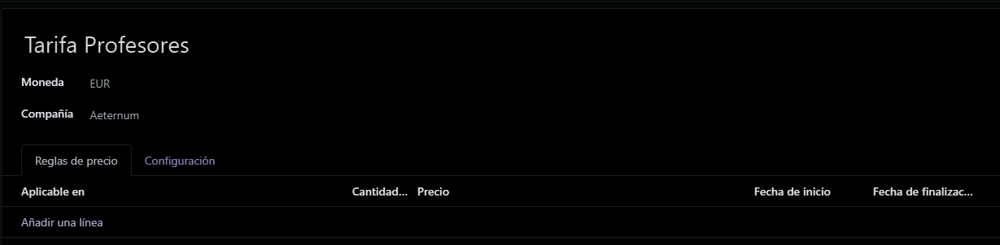 Tarifa Profesores
Moneda EUR
Compañía Aeternum
Reglas de precio Configuración
Aplicable en Cantidad... Precio Fecha de inicio Fecha de finalizac...
Añadir una línea